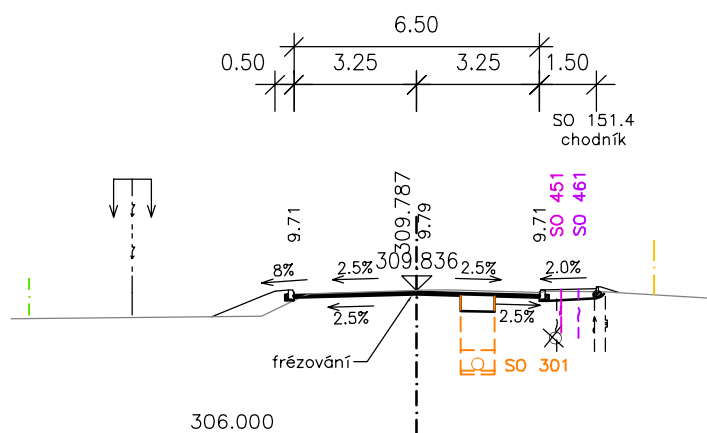 6.50
0.50 3.25 3.25 1.50
SO 151.4
chodník
9.71
309.787
9.79
9.71
SO 451
SO 461
309.836
8% 2.5% 2.5% 2.0%
2.5% 2.5%
frézování
SO 301
306.000